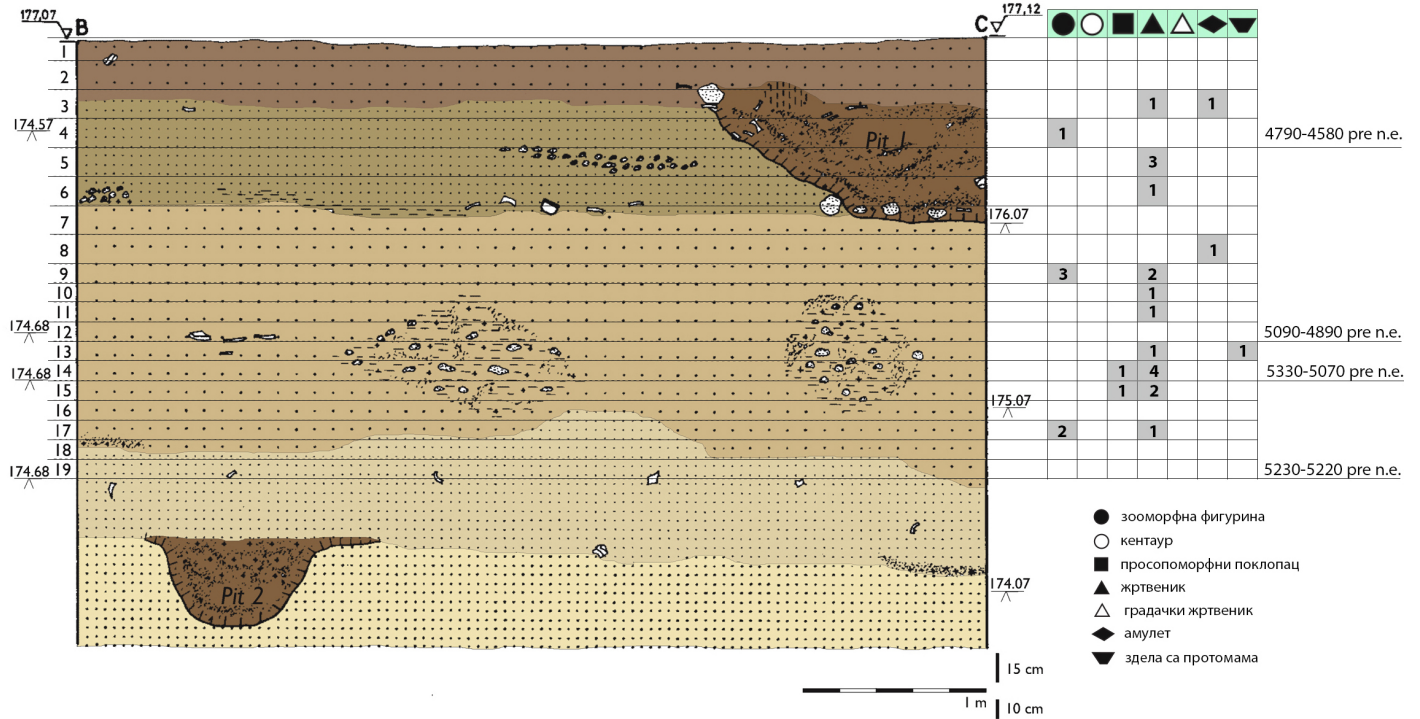 177,07 B C 177,12
1
2
3 1 1
174.57 4 Pit 1 1 4790-4580 pre n.e.
5 3
6 1
7 176.07
8 1
9 3 2
10 1
11 1
174.68 12 5090-4890 pre n.e.
13 1 1
174.68 14 1 4 5330-5070 pre n.e.
15 1 2
16 175.07
17 2 1
18
174.68 19 5230-5220 pre n.e.
зооморфна фигурина
кентаур
просопоморфни поклопац
жртвеник
174.07
Pit 2
градачки жртвеник
амулет
здела са протомама
15 cm
1 m 10 cm